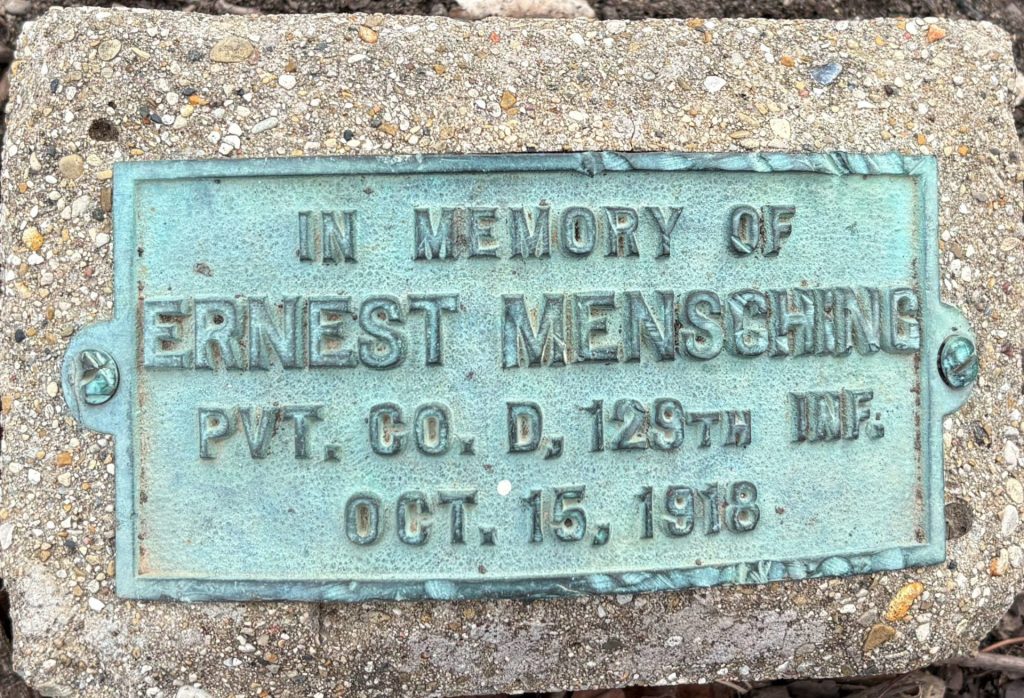 IN MEMORY OF
ERNEST MENSCHING
PVT. CO. D, 129TH INF.
OCT. 15, 1918